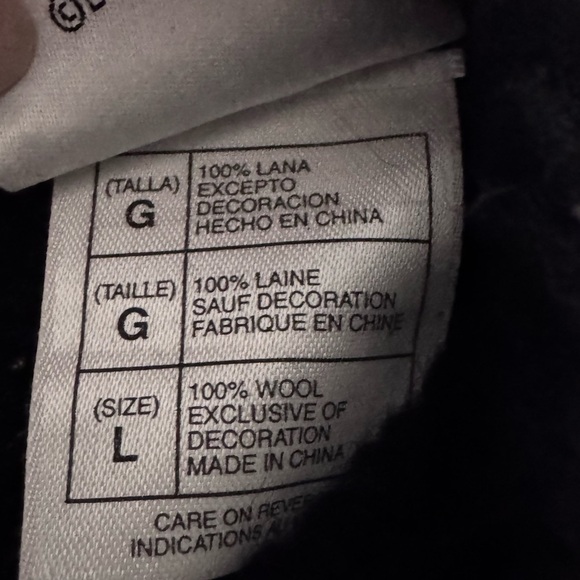 ©
(TALLA)
G
100% LANA
EXCEPTO
DECORACION
HECHO EN CHINA
(TAILLE)
G
100% LAINE
SAUF DECORATION
FABRIQUE EN CHINE
(SIZE)
L
100% WOOL
EXCLUSIVE OF
DECORATION
MADE IN CHINA
CARE ON
INDICATIONS